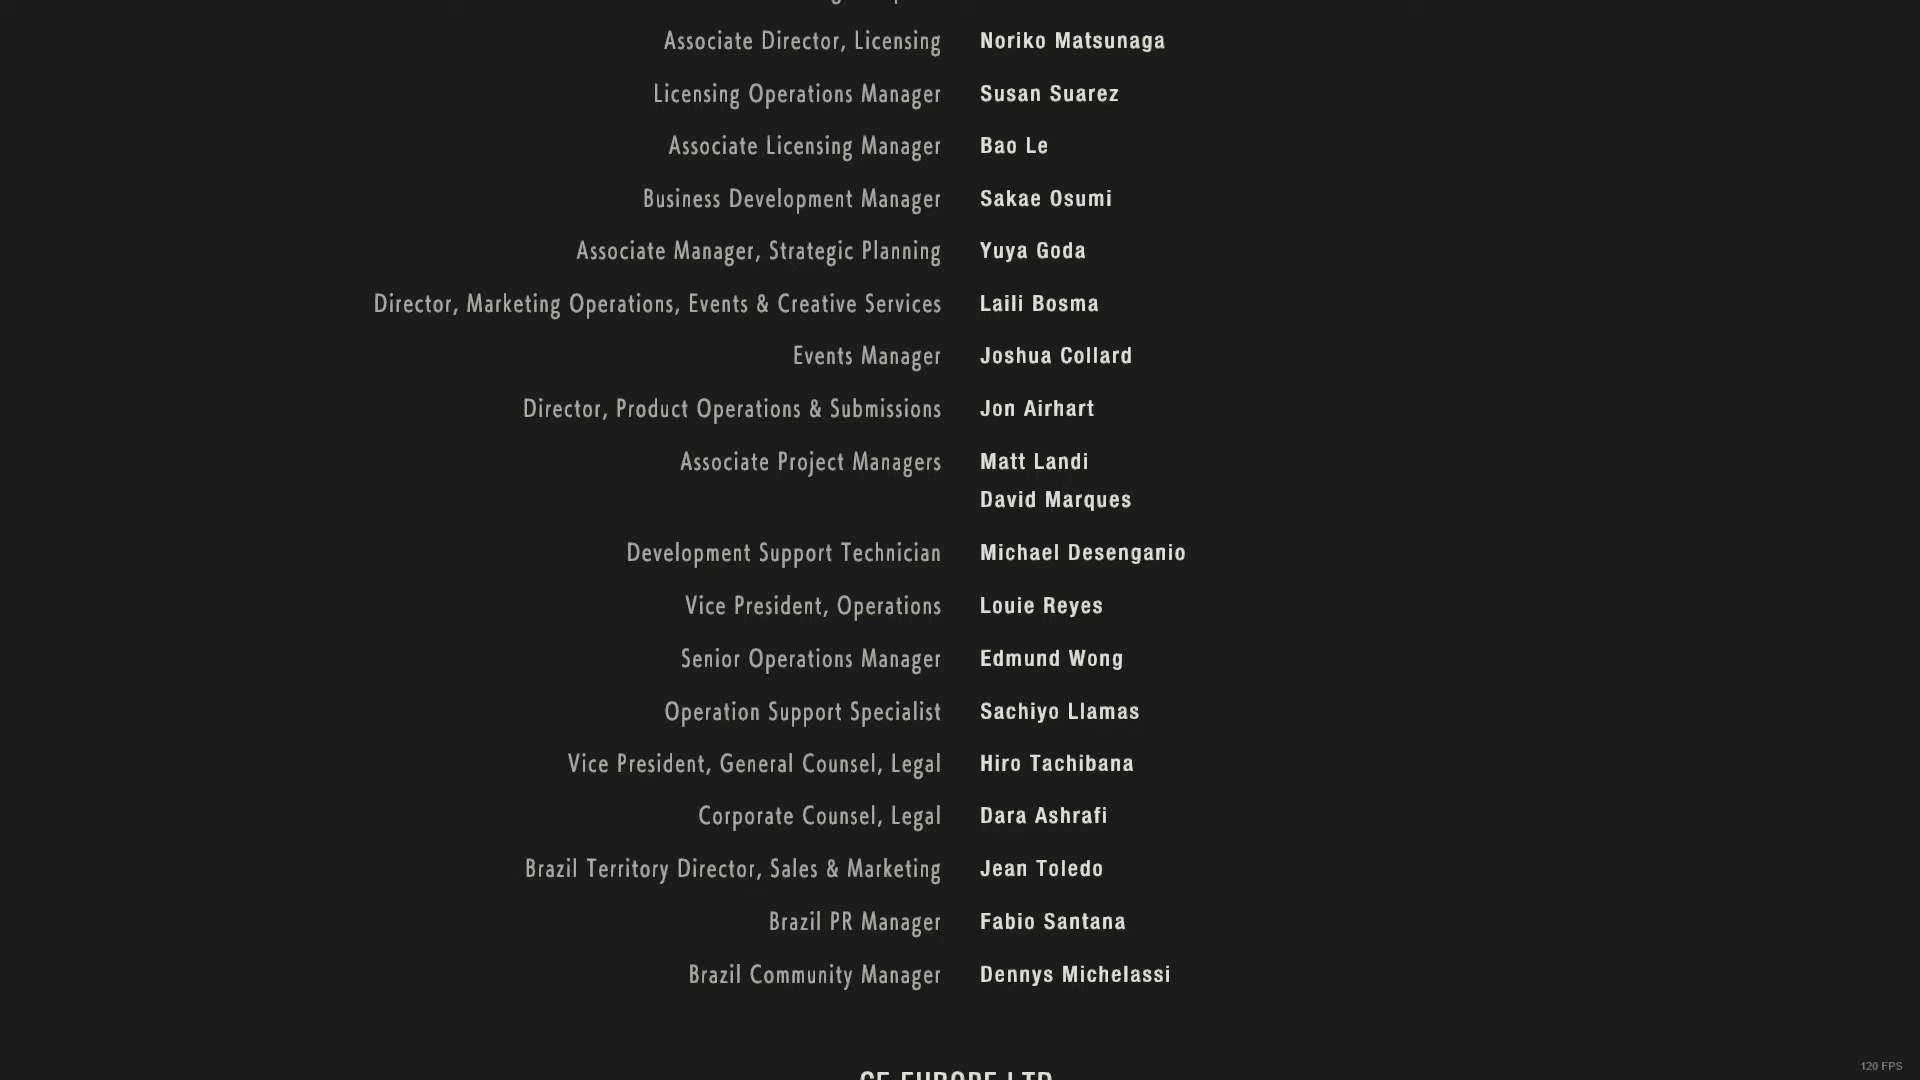 Associate Director, Licensing Noriko Matsunaga
Licensing Operations Manager Susan Suarez
Associate Licensing Manager Bao Le
Business Development Manager Sakae Osumi
Associate Manager, Strategic Planning Yuya Goda
Director, Marketing Operations, Events & Creative Services Laili Bosma
Events Manager Joshua Collard
Director, Product Operations & Submissions Jon Airhart
Associate Project Managers Matt Landi
David Marques
Development Support Technician Michael Desenganio
Vice President, Operations Louie Reyes
Senior Operations Manager Edmund Wong
Operation Support Specialist Sachiyo Llamas
Vice President, General Counsel, Legal Hiro Tachibana
Corporate Counsel, Legal Dara Ashrafi
Brazil Territory Director, Sales & Marketing Jean Toledo
Brazil PR Manager Fabio Santana
Brazil Community Manager Dennys Michelassi
EUROPE LTD
120 FPS